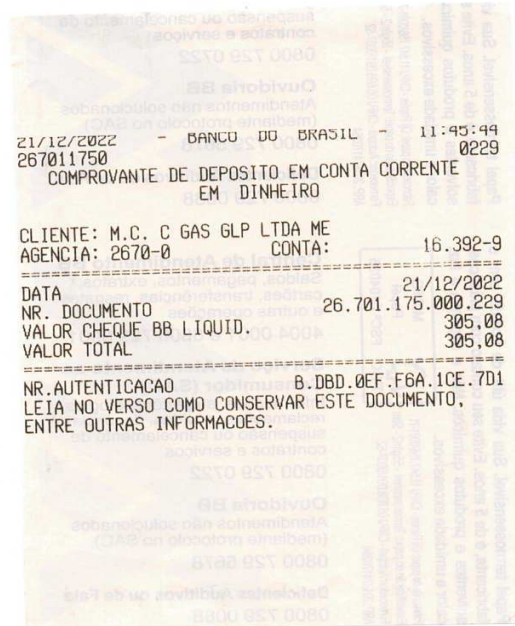 21/12/2022 - BANCO DO BRASIL - 11:45:44
267011750 0229
COMPROVANTE DE DEPOSITO EM CONTA CORRENTE
EM DINHEIRO
CLIENTE: M.C. C GAS GLP LTDA ME
AGENCIA: 2670-0 CONTA: 16.392-9
================================================
DATA 21/12/2022
NR. DOCUMENTO 26.701.175.000.229
VALOR CHEQUE BB LIQUID. 305,08
VALOR TOTAL 305,08
================================================
NR.AUTENTICACAO B.DBD.0EF.F6A.1CE.7D1
LEIA NO VERSO COMO CONSERVAR ESTE DOCUMENTO,
ENTRE OUTRAS INFORMACOES.